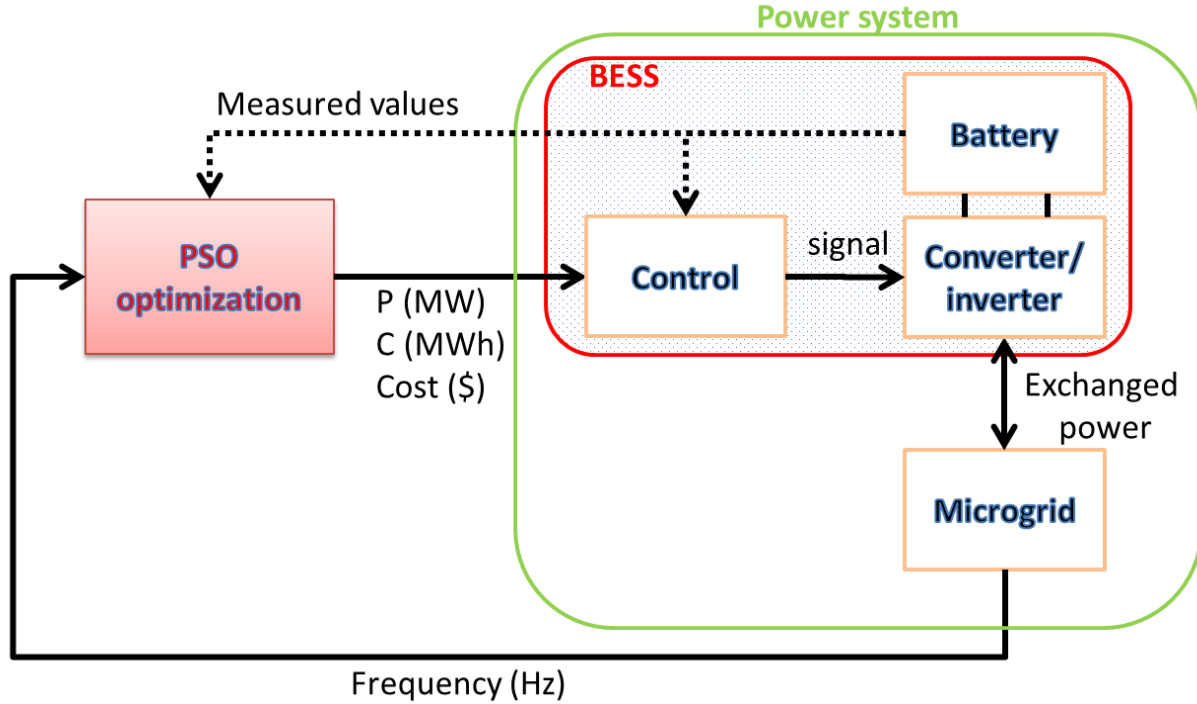 Power system
BESS
Measured values
Battery
PSO
optimization
Control
signal
Converter/
inverter
P (MW)
C (MWh)
Cost ($)
Exchanged
power
Microgrid
Frequency (Hz)